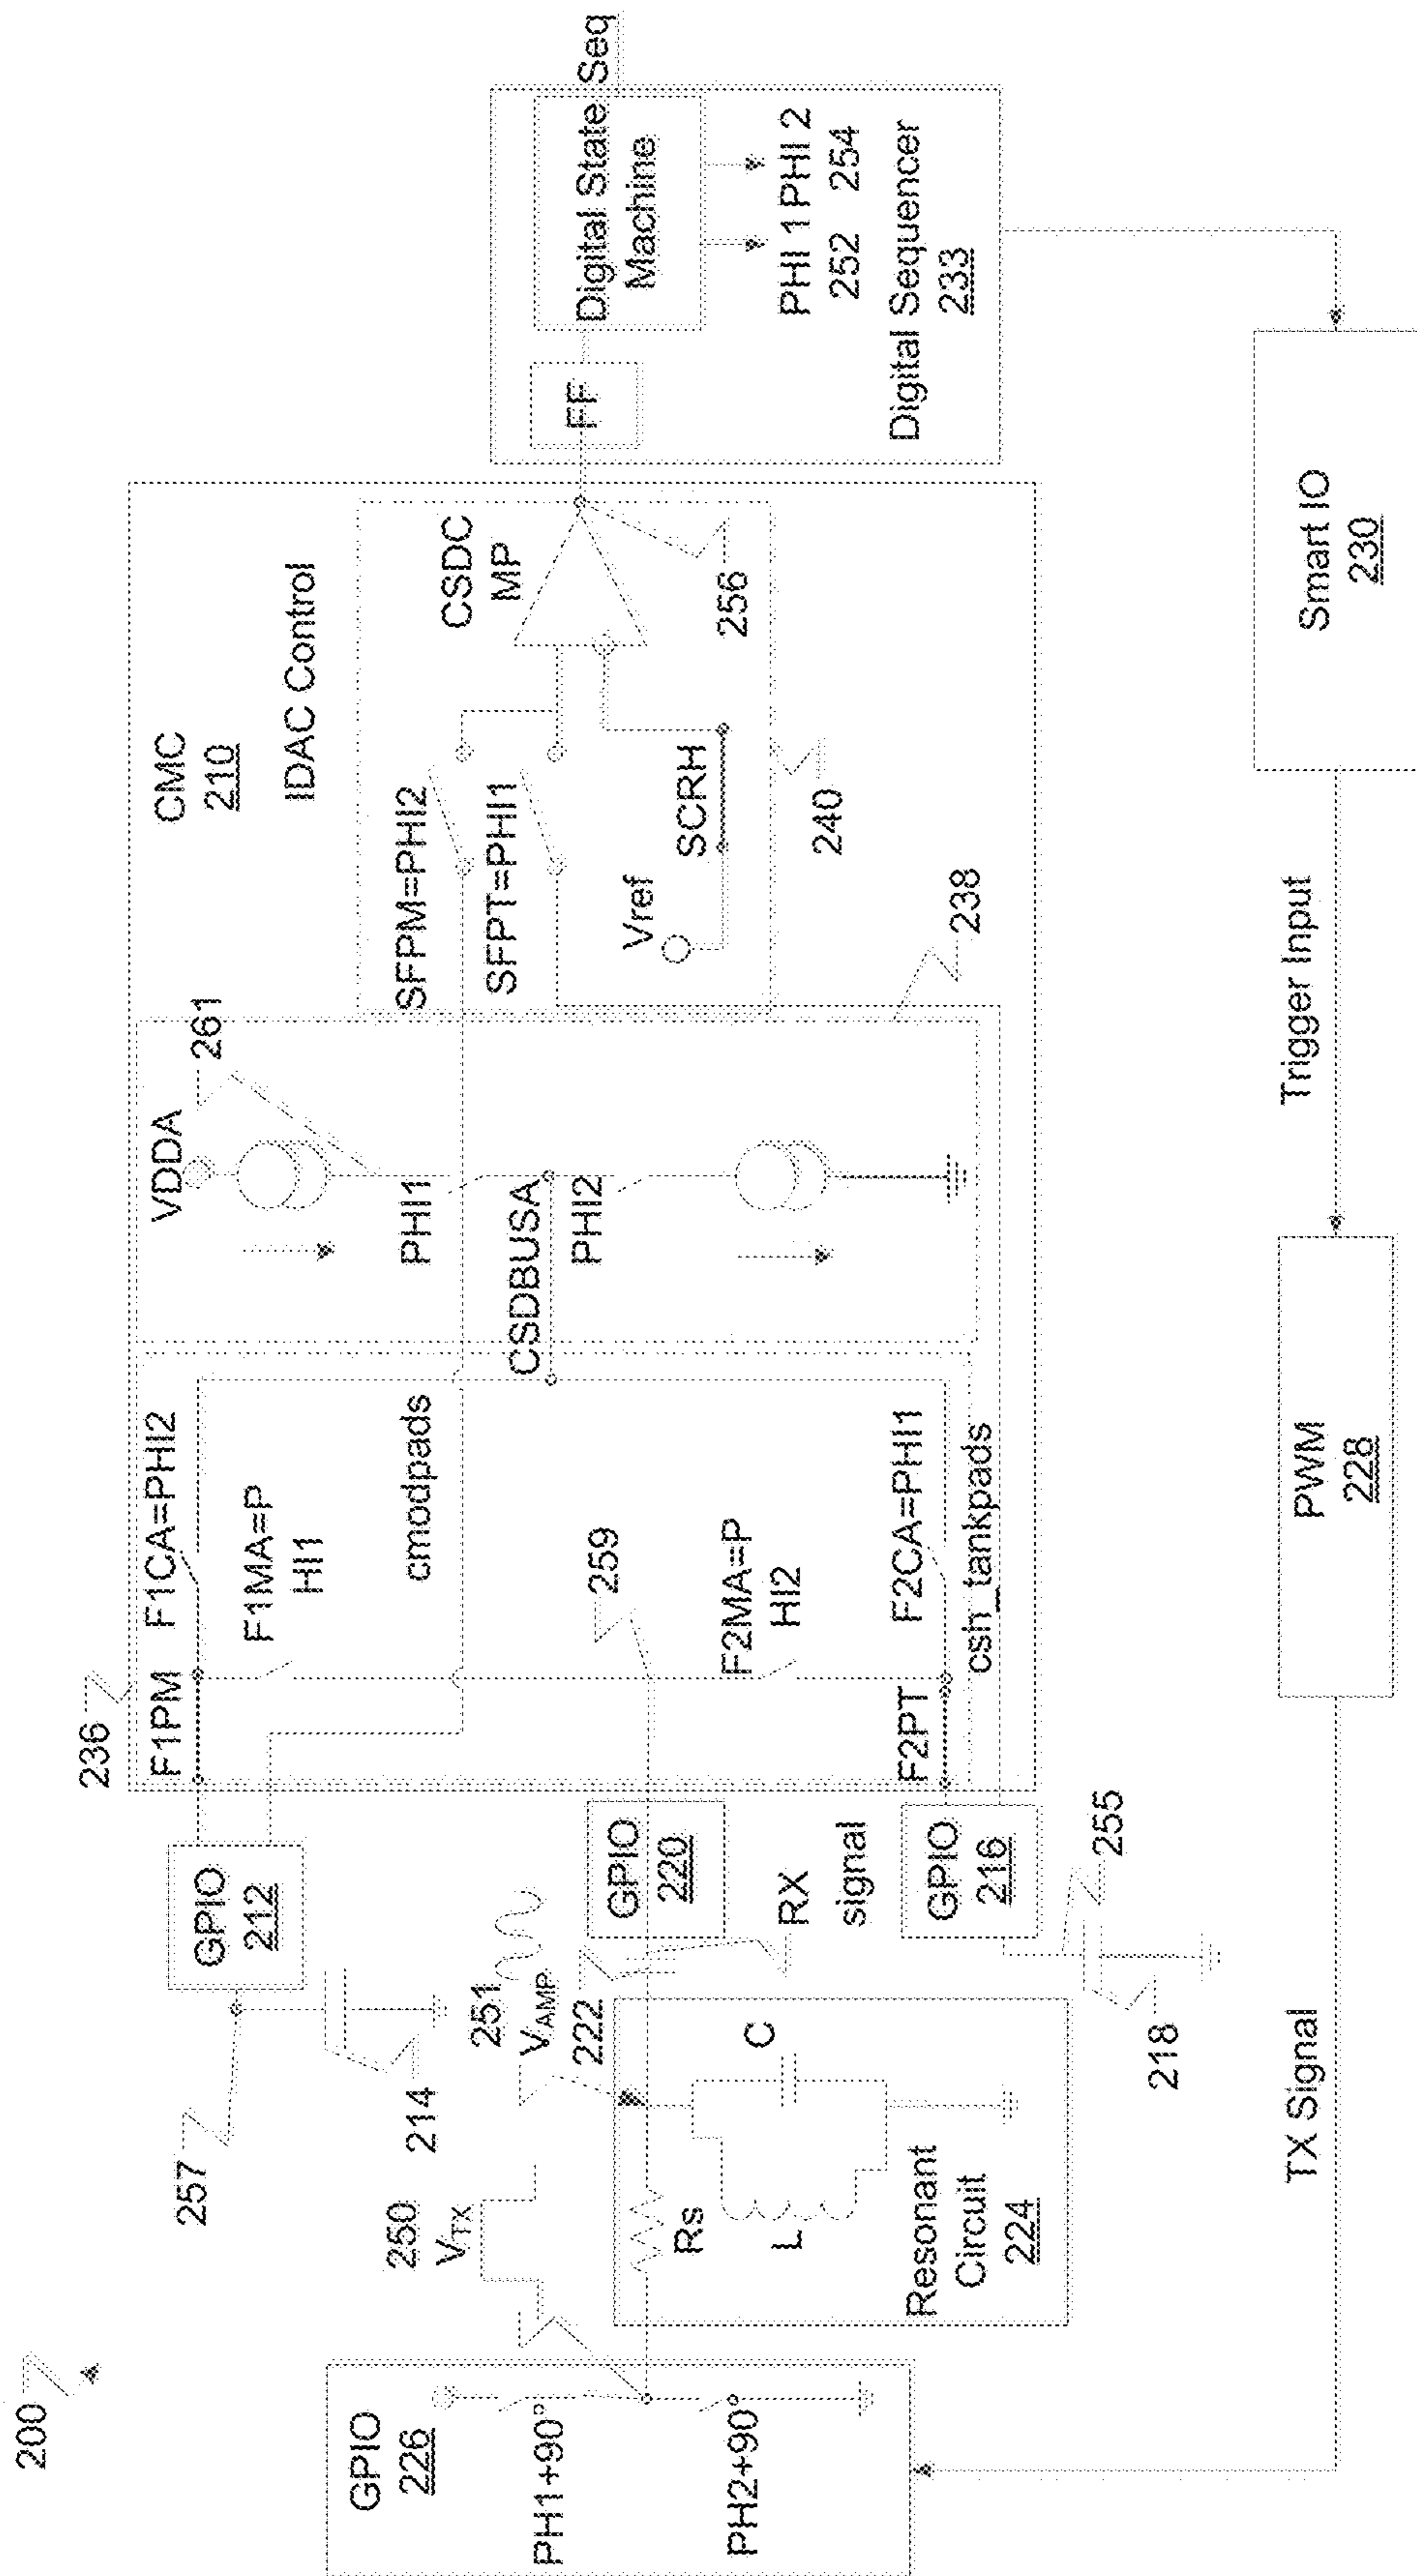 200
GPIO
226
PH1+90°
PH2+90°
250
VTX
257
214
251
VAMP
222
RX
signal
Rs
L
C
Resonant
Circuit
224
218
255
GPIO
212
GPIO
220
GPIO
216
236
F1PM
F1CA=PHI2
F1MA=P
HI1
cmodpads
259
F2MA=P
HI2
F2PT
F2CA=PHI1
csh_tankpads
VDDA
261
PHI1
CSDBUSA
PHI2
238
CMC
210
IDAC Control
SFPM=PHI2
SFPT=PHI1
Vref
SCRH
240
CSDC
MP
256
FF
Digital State
Machine
Seq
PHI 1
PHI 2
252
254
Digital Sequencer
233
TX Signal
PWM
228
Trigger Input
Smart IO
230